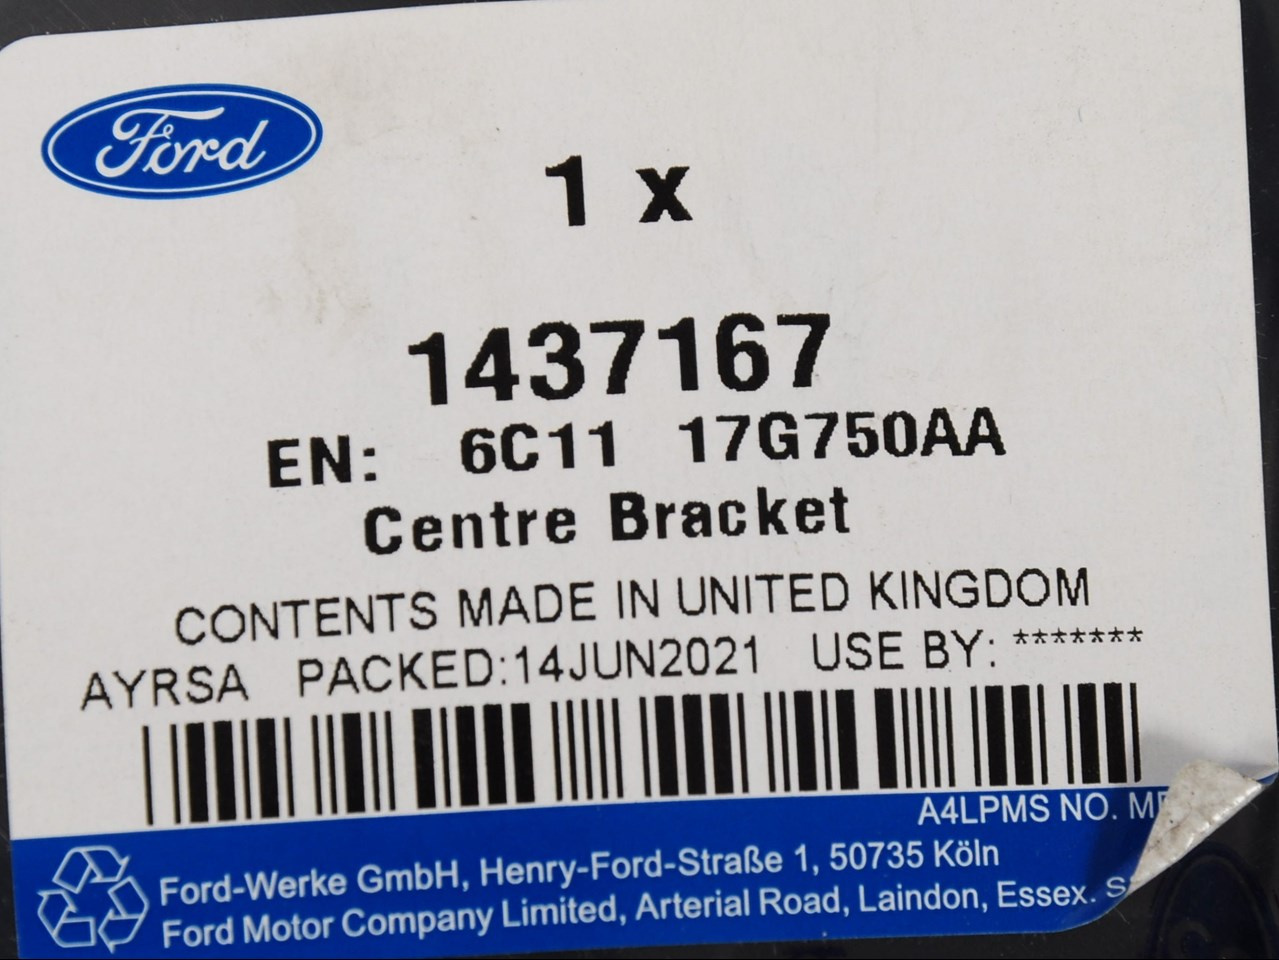 Ford
1 x
1437167
EN: 6C11 17G750AA
Centre Bracket
CONTENTS MADE IN UNITED KINGDOM
AYRSA PACKED:14JUN2021 USE BY: *******
A4LPMS NO.
Ford-Werke GmbH, Henry-Ford-Straße 1, 50735 Köln
Ford Motor Company Limited, Arterial Road, Laindon, Essex.